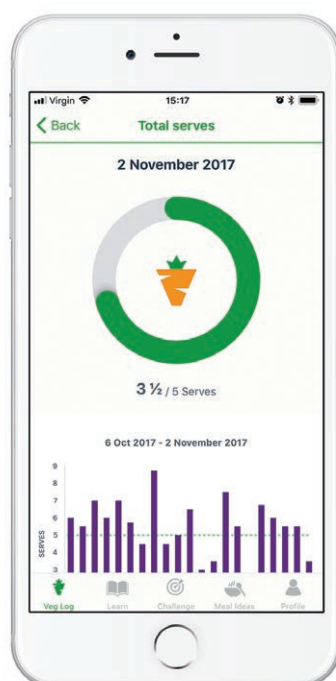 Virgin 15:17
Back Total serves
2 November 2017
3 ½ / 5 Serves
6 Oct 2017 - 2 November 2017
9
8
7
6
5
4
3
SERVES
Veg Log Learn Challenge Meal Ideas Profile